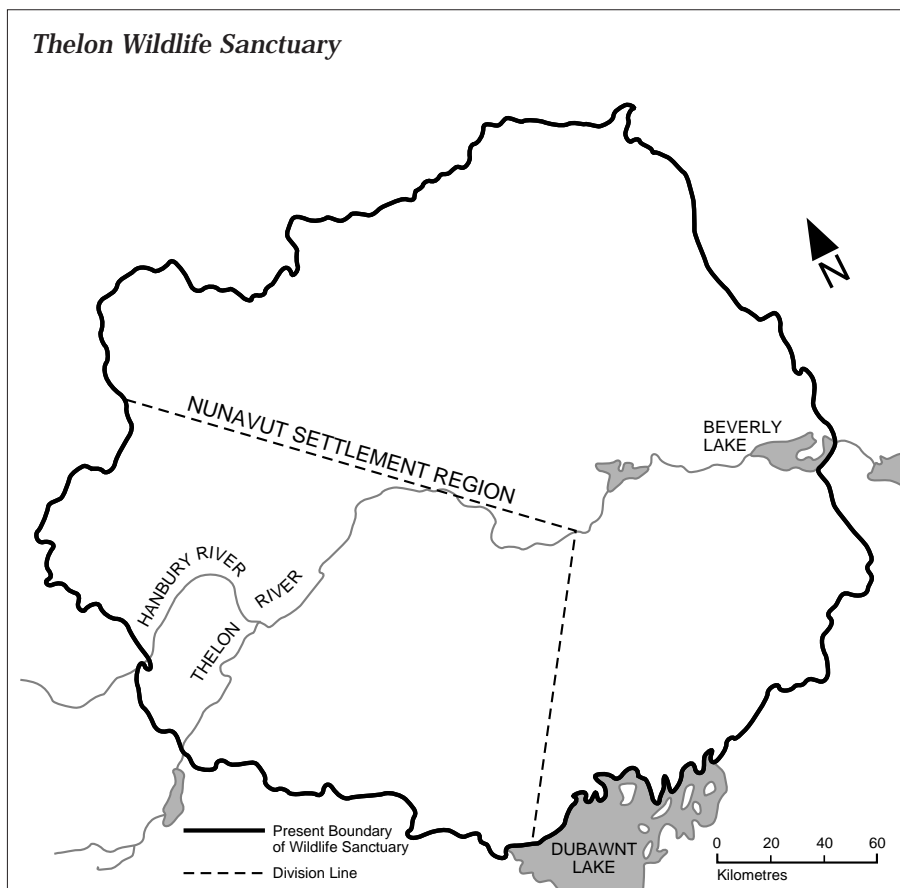 Thelon Wildlife Sanctuary
N
NUNAVUT SETTLEMENT REGION
BEVERLY
LAKE
HANBURY RIVER
THELON RIVER
Present Boundary
of Wildlife Sanctuary
Division Line
DUBAWNT
LAKE
0 20 40 60
Kilometres